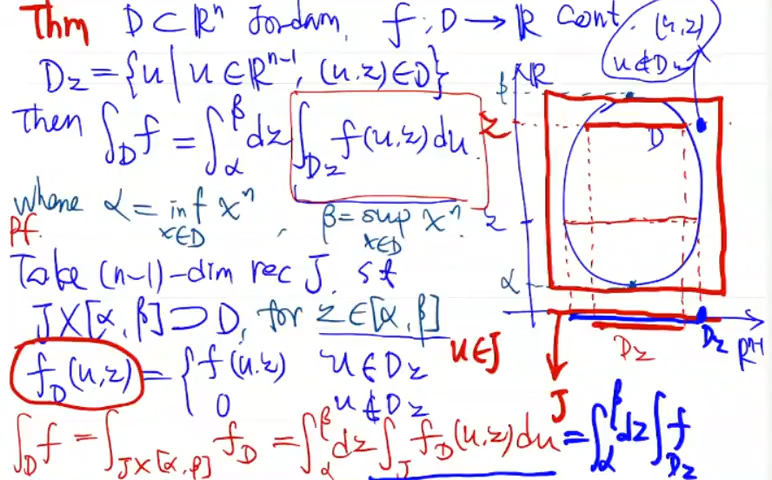 Thm D⊂ℝⁿ Jordan, f: D → ℝ cont.
D_z = {u | u∈ℝⁿ⁻¹, (u,z)∈D}
Then ∫_D f = ∫_α^β dz ∫_{D_z} f(u,z) du.
where α = inf_{x∈D} xⁿ, β = sup_{x∈D} xⁿ.
Pf.
Take (n-1)-dim rec J, st
J×[α,β] ⊃ D, for z∈[α,β]
f_D(u,z) = { f(u,z) u∈D_z u∈J
0 u∉D_z
∫_D f = ∫_{J×[α,β]} f_D = ∫_α^β dz ∫_J f_D(u,z) du = ∫_α^β dz ∫_{D_z} f
(u,z)
u∉D_z
ℝ
β
z
D
z
α
D_z
D_z
ℝⁿ⁻¹
J